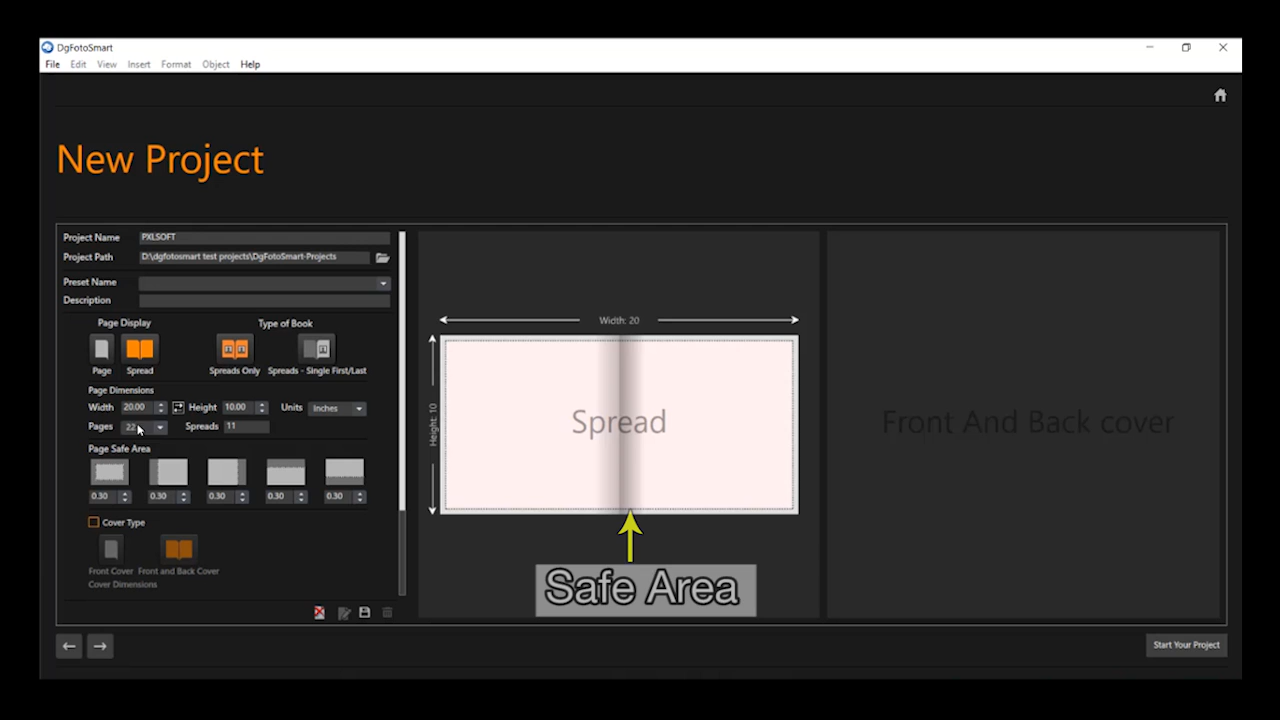 DgFotoSmart
File Edit View Insert Format Object Help
New Project
Project Name PXLSOFT
Project Path D:\dgfotosmart test projects\DgFotoSmart-Projects
Preset Name
Description
Page Display Type of Book
Page Spread Spreads Only Spreads - Single First/Last
Page Dimensions
Width 20.00 Height 10.00 Units Inches
Pages 22 Spreads 11
Page Safe Area
0.30 0.30 0.30 0.30 0.30
Cover Type
Front Cover Front and Back Cover
Cover Dimensions
Width: 20
Height: 10
Spread
Safe Area
Front And Back cover
Start Your Project